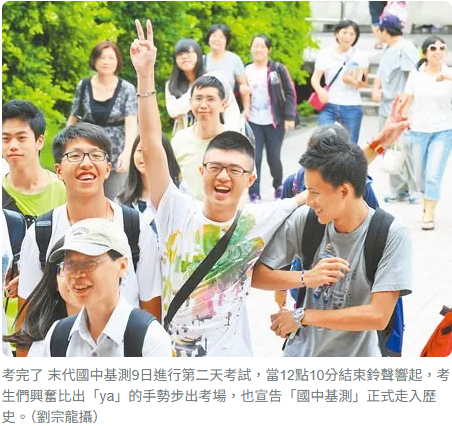 考完了 末代國中基測9日進行第二天考試，當12點10分結束鈴聲響起，考
生們興奮比出「ya」的手勢步出考場，也宣告「國中基測」正式走入歷
史。（劉宗龍攝）